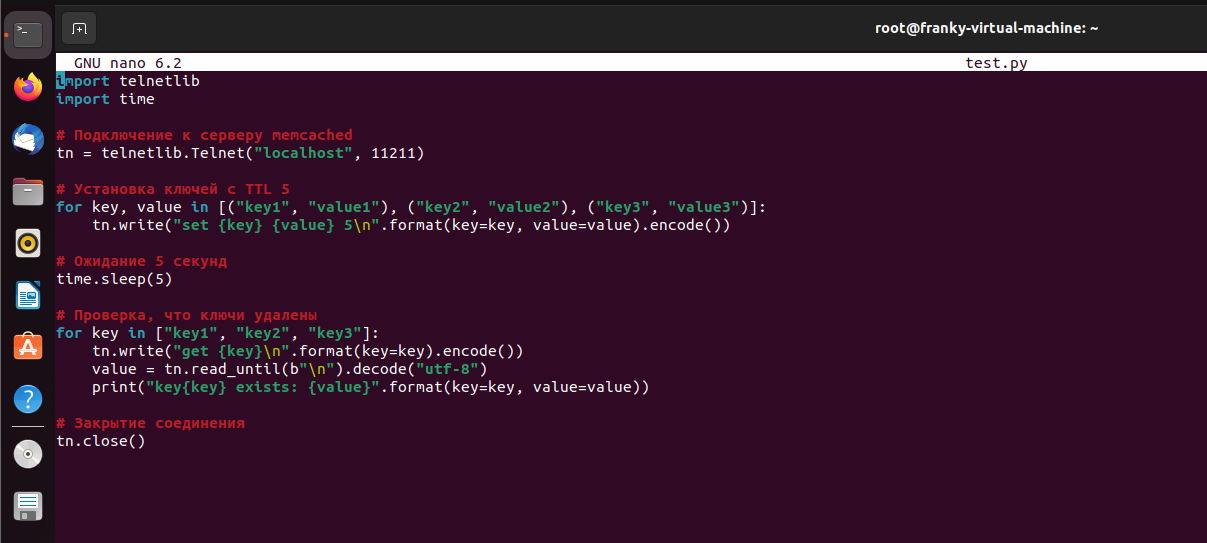 root@franky-virtual-machine: ~
GNU nano 6.2 test.py
import telnetlib
import time
# Подключение к серверу memcached
tn = telnetlib.Telnet("localhost", 11211)
# Установка ключей с TTL 5
for key, value in [("key1", "value1"), ("key2", "value2"), ("key3", "value3")]:
    tn.write("set {key} {value} 5\n".format(key=key, value=value).encode())
# Ожидание 5 секунд
time.sleep(5)
# Проверка, что ключи удалены
for key in ["key1", "key2", "key3"]:
    tn.write("get {key}\n".format(key=key).encode())
    value = tn.read_until(b"\n").decode("utf-8")
    print("key{key} exists: {value}".format(key=key, value=value))
# Закрытие соединения
tn.close()